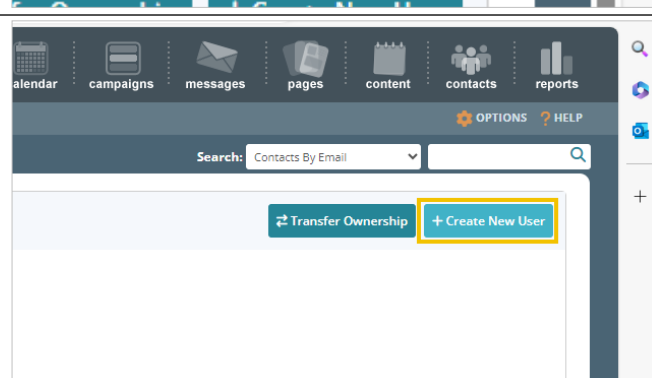 alendar campaigns messages pages content contacts reports
OPTIONS ? HELP
Search: Contacts By Email
Transfer Ownership + Create New User